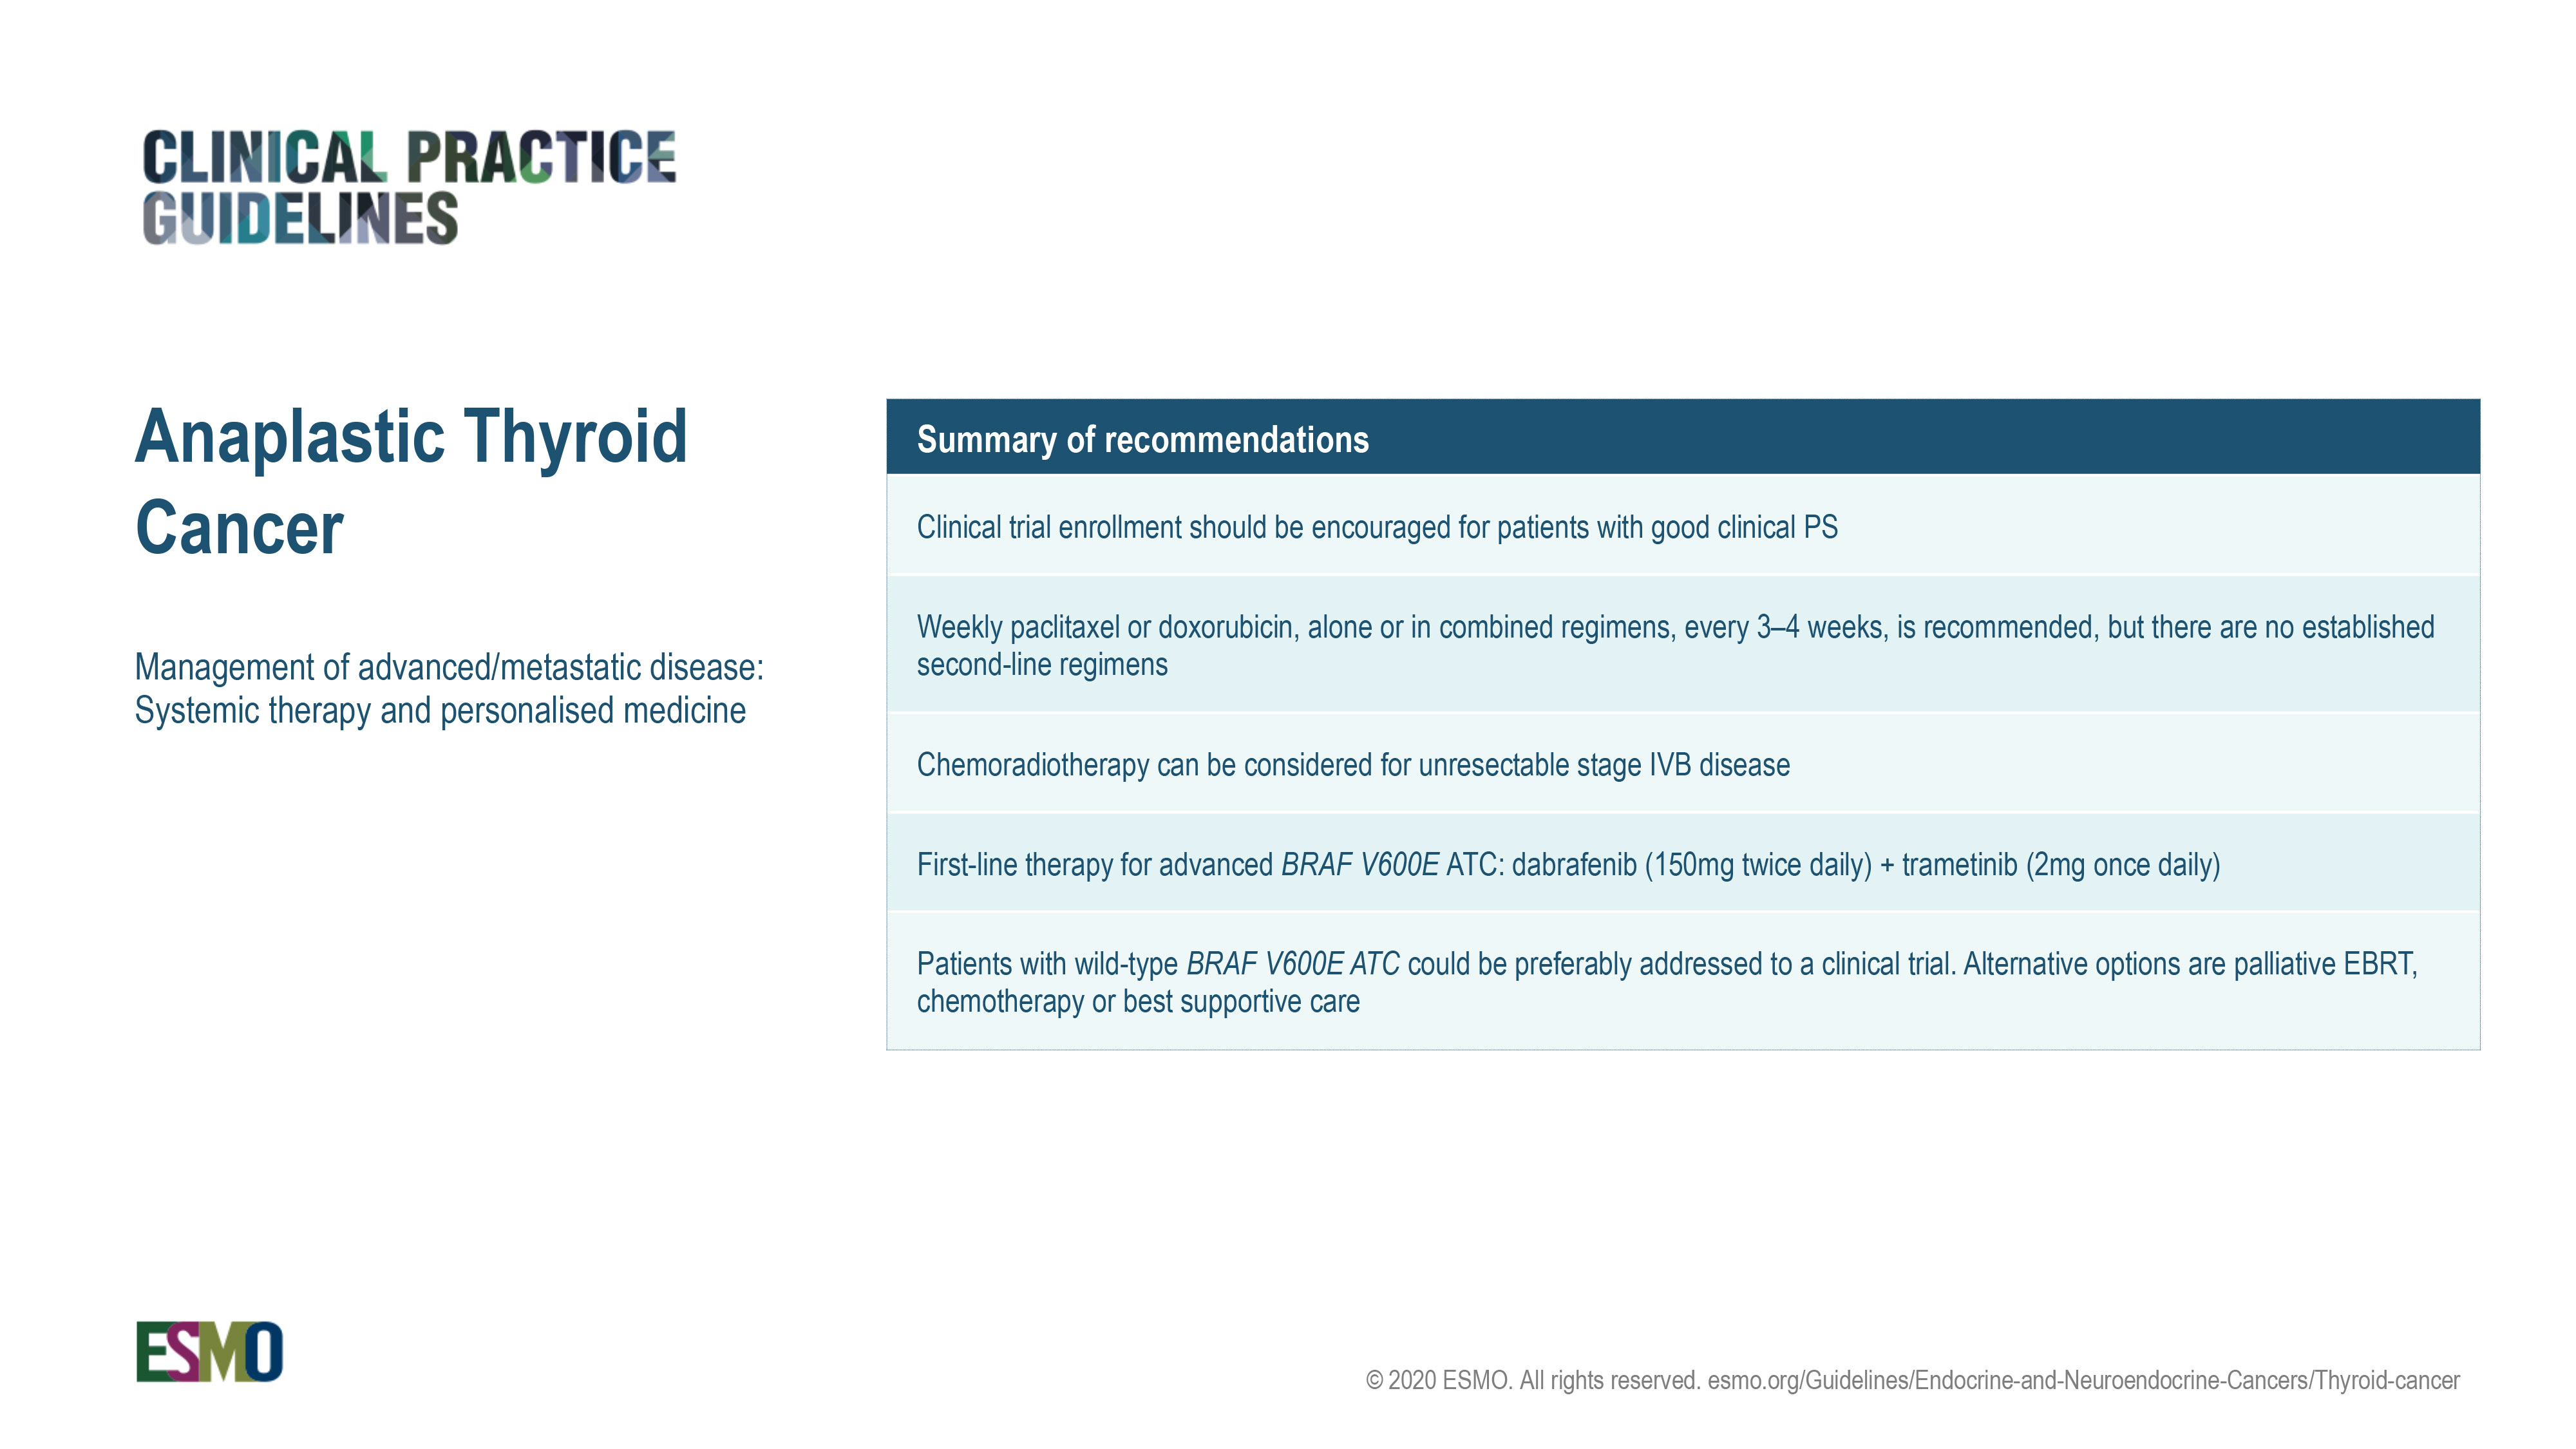 CLINICAL PRACTICE
GUIDELINES
Anaplastic Thyroid
Cancer
Management of advanced/metastatic disease:
Systemic therapy and personalised medicine
Summary of recommendations
Clinical trial enrollment should be encouraged for patients with good clinical PS
Weekly paclitaxel or doxorubicin, alone or in combined regimens, every 3–4 weeks, is recommended, but there are no established
second-line regimens
Chemoradiotherapy can be considered for unresectable stage IVB disease
First-line therapy for advanced BRAF V600E ATC: dabrafenib (150mg twice daily) + trametinib (2mg once daily)
Patients with wild-type BRAF V600E ATC could be preferably addressed to a clinical trial. Alternative options are palliative EBRT,
chemotherapy or best supportive care
ESMO
© 2020 ESMO. All rights reserved. esmo.org/Guidelines/Endocrine-and-Neuroendocrine-Cancers/Thyroid-cancer